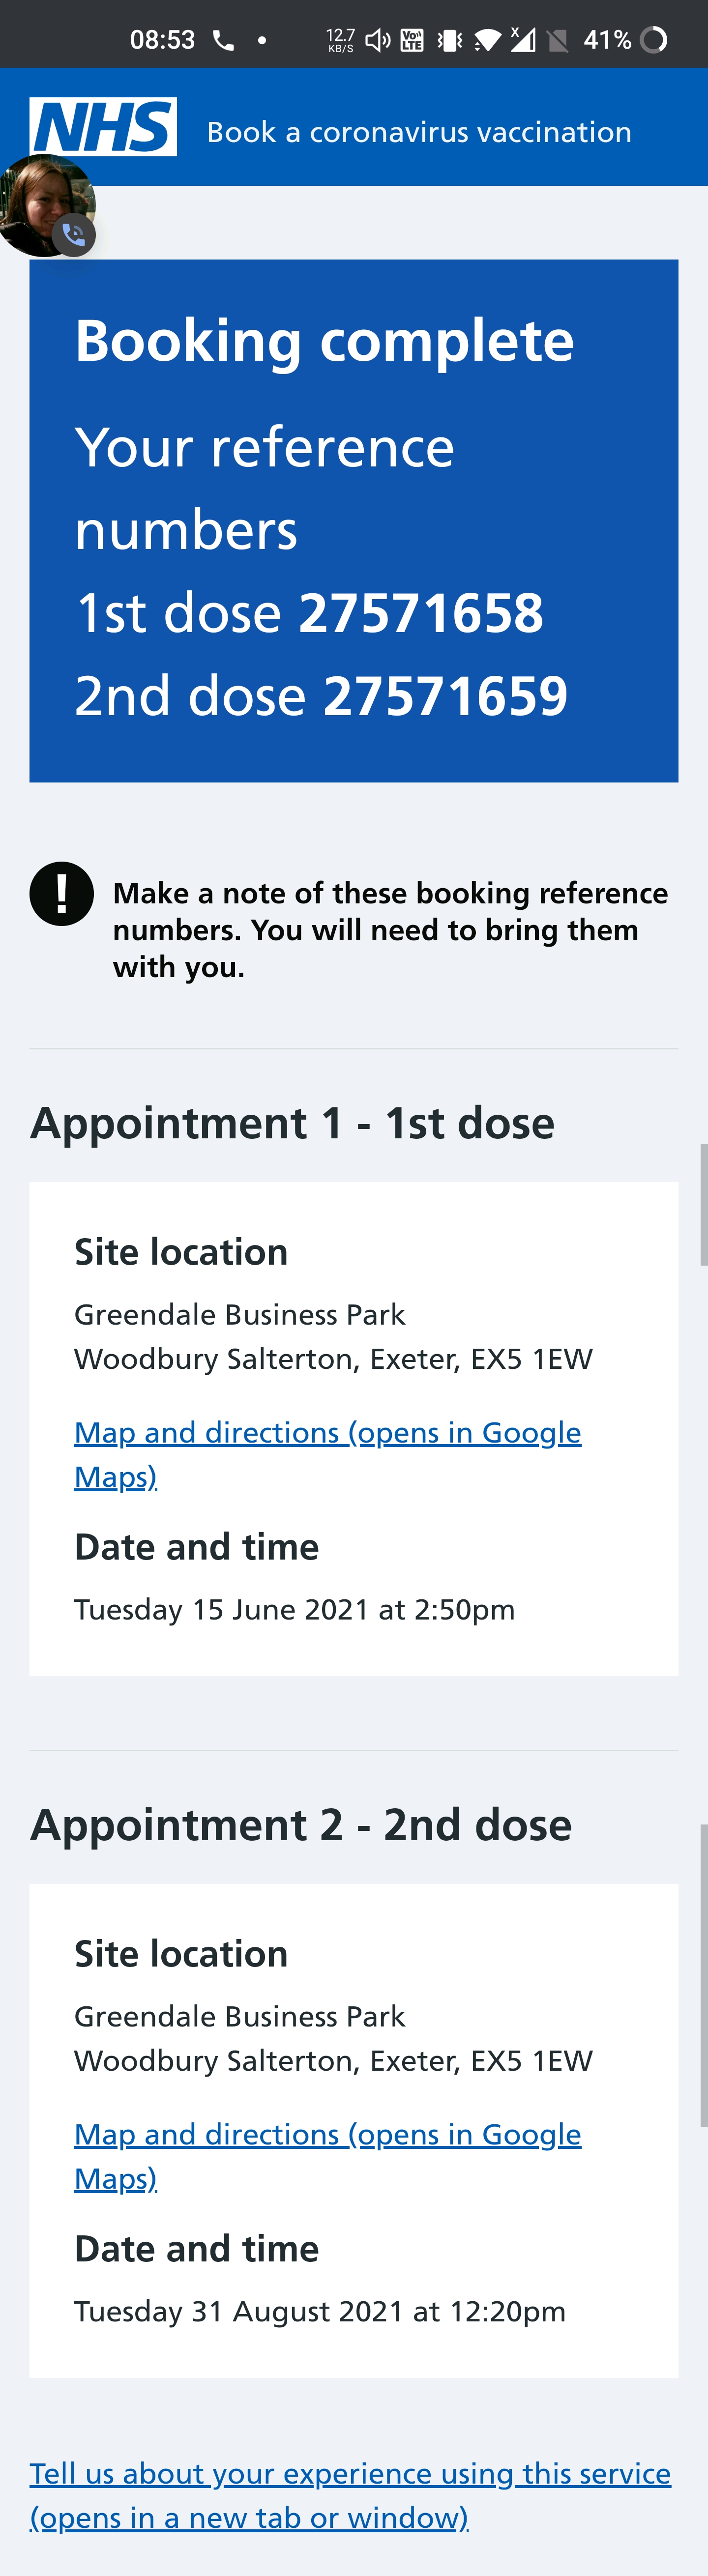 08:53
12.7
KB/S
VoLTE
X
41%
NHS
Book a coronavirus vaccination
Booking complete
Your reference
numbers
1st dose 27571658
2nd dose 27571659
!
Make a note of these booking reference
numbers. You will need to bring them
with you.
Appointment 1 - 1st dose
Site location
Greendale Business Park
Woodbury Salterton, Exeter, EX5 1EW
Map and directions (opens in Google
Maps)
Date and time
Tuesday 15 June 2021 at 2:50pm
Appointment 2 - 2nd dose
Site location
Greendale Business Park
Woodbury Salterton, Exeter, EX5 1EW
Map and directions (opens in Google
Maps)
Date and time
Tuesday 31 August 2021 at 12:20pm
Tell us about your experience using this service
(opens in a new tab or window)